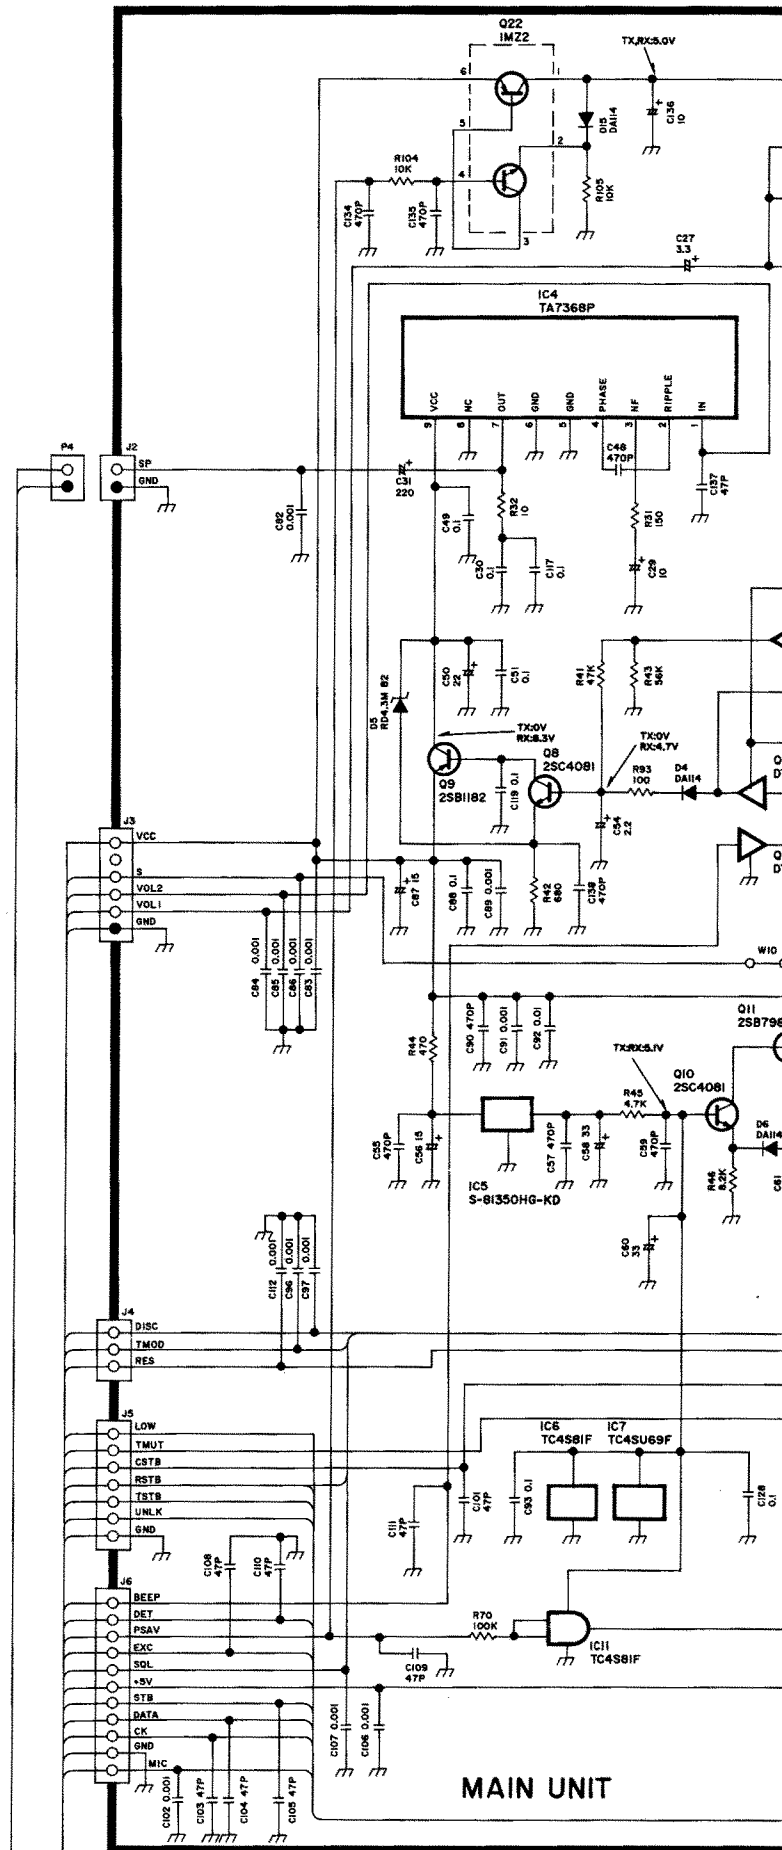 Q22
IMZ2
TX,RX:5.0V
6
1
5
2
4
3
D15
DA114
C136
10
R104
10K
R105
10K
C134
470P
C135
470P
C27
3.3
IC4
TA7368P
VCC
NC
OUT
GND
GND
PHASE
NF
RIPPLE
IN
9
8
7
6
5
4
3
2
1
P4
J2
SP
GND
C31
220
C48
470P
C137
47P
C82
0.001
C49
0.1
R32
10
R31
150
C30
0.1
C117
0.1
C29
10
D5
RD4.3M B2
C50
22
C51
0.1
R41
47K
R43
56K
TX:0V
RX:8.3V
TX:0V
RX:4.7V
Q8
2SC4081
Q9
2SB1182
C119 0.1
R93
100
D4
DA114
C54
2.2
J3
VCC
S
VOL2
VOL1
GND
C87 15
C88 0.1
C89 0.001
R42
680
C138
470P
C84 0.001
C85 0.001
C86 0.001
C83 0.001
W10
R44
470
C90 470P
C91 0.001
C92 0.01
Q11
2SB798
TX:RX:5.1V
Q10
2SC4081
R45
4.7K
C55
470P
C56 15
IC5
S-81350HG-KD
C57 470P
C58 33
C59
470P
R46
8.2K
D6
DA114
C61
C60
33
C112 0.001
C96 0.001
C97 0.001
J4
DISC
TMOD
RES
J5
LOW
TMUT
CSTB
RSTB
TSTB
UNLK
GND
IC6
TC4S81F
IC7
TC4SU69F
C93 0.1
C101
47P
C111
47P
C128
0.1
C108
47P
C110
47P
J6
BEEP
DET
PSAV
EXC
SQL
+5V
STB
DATA
CK
GND
MIC
R70
100K
IC11
TC4S81F
C109
47P
C107 0.001
C106 0.001
C102 0.001
C103 47P
C104 47P
C105 47P
MAIN UNIT